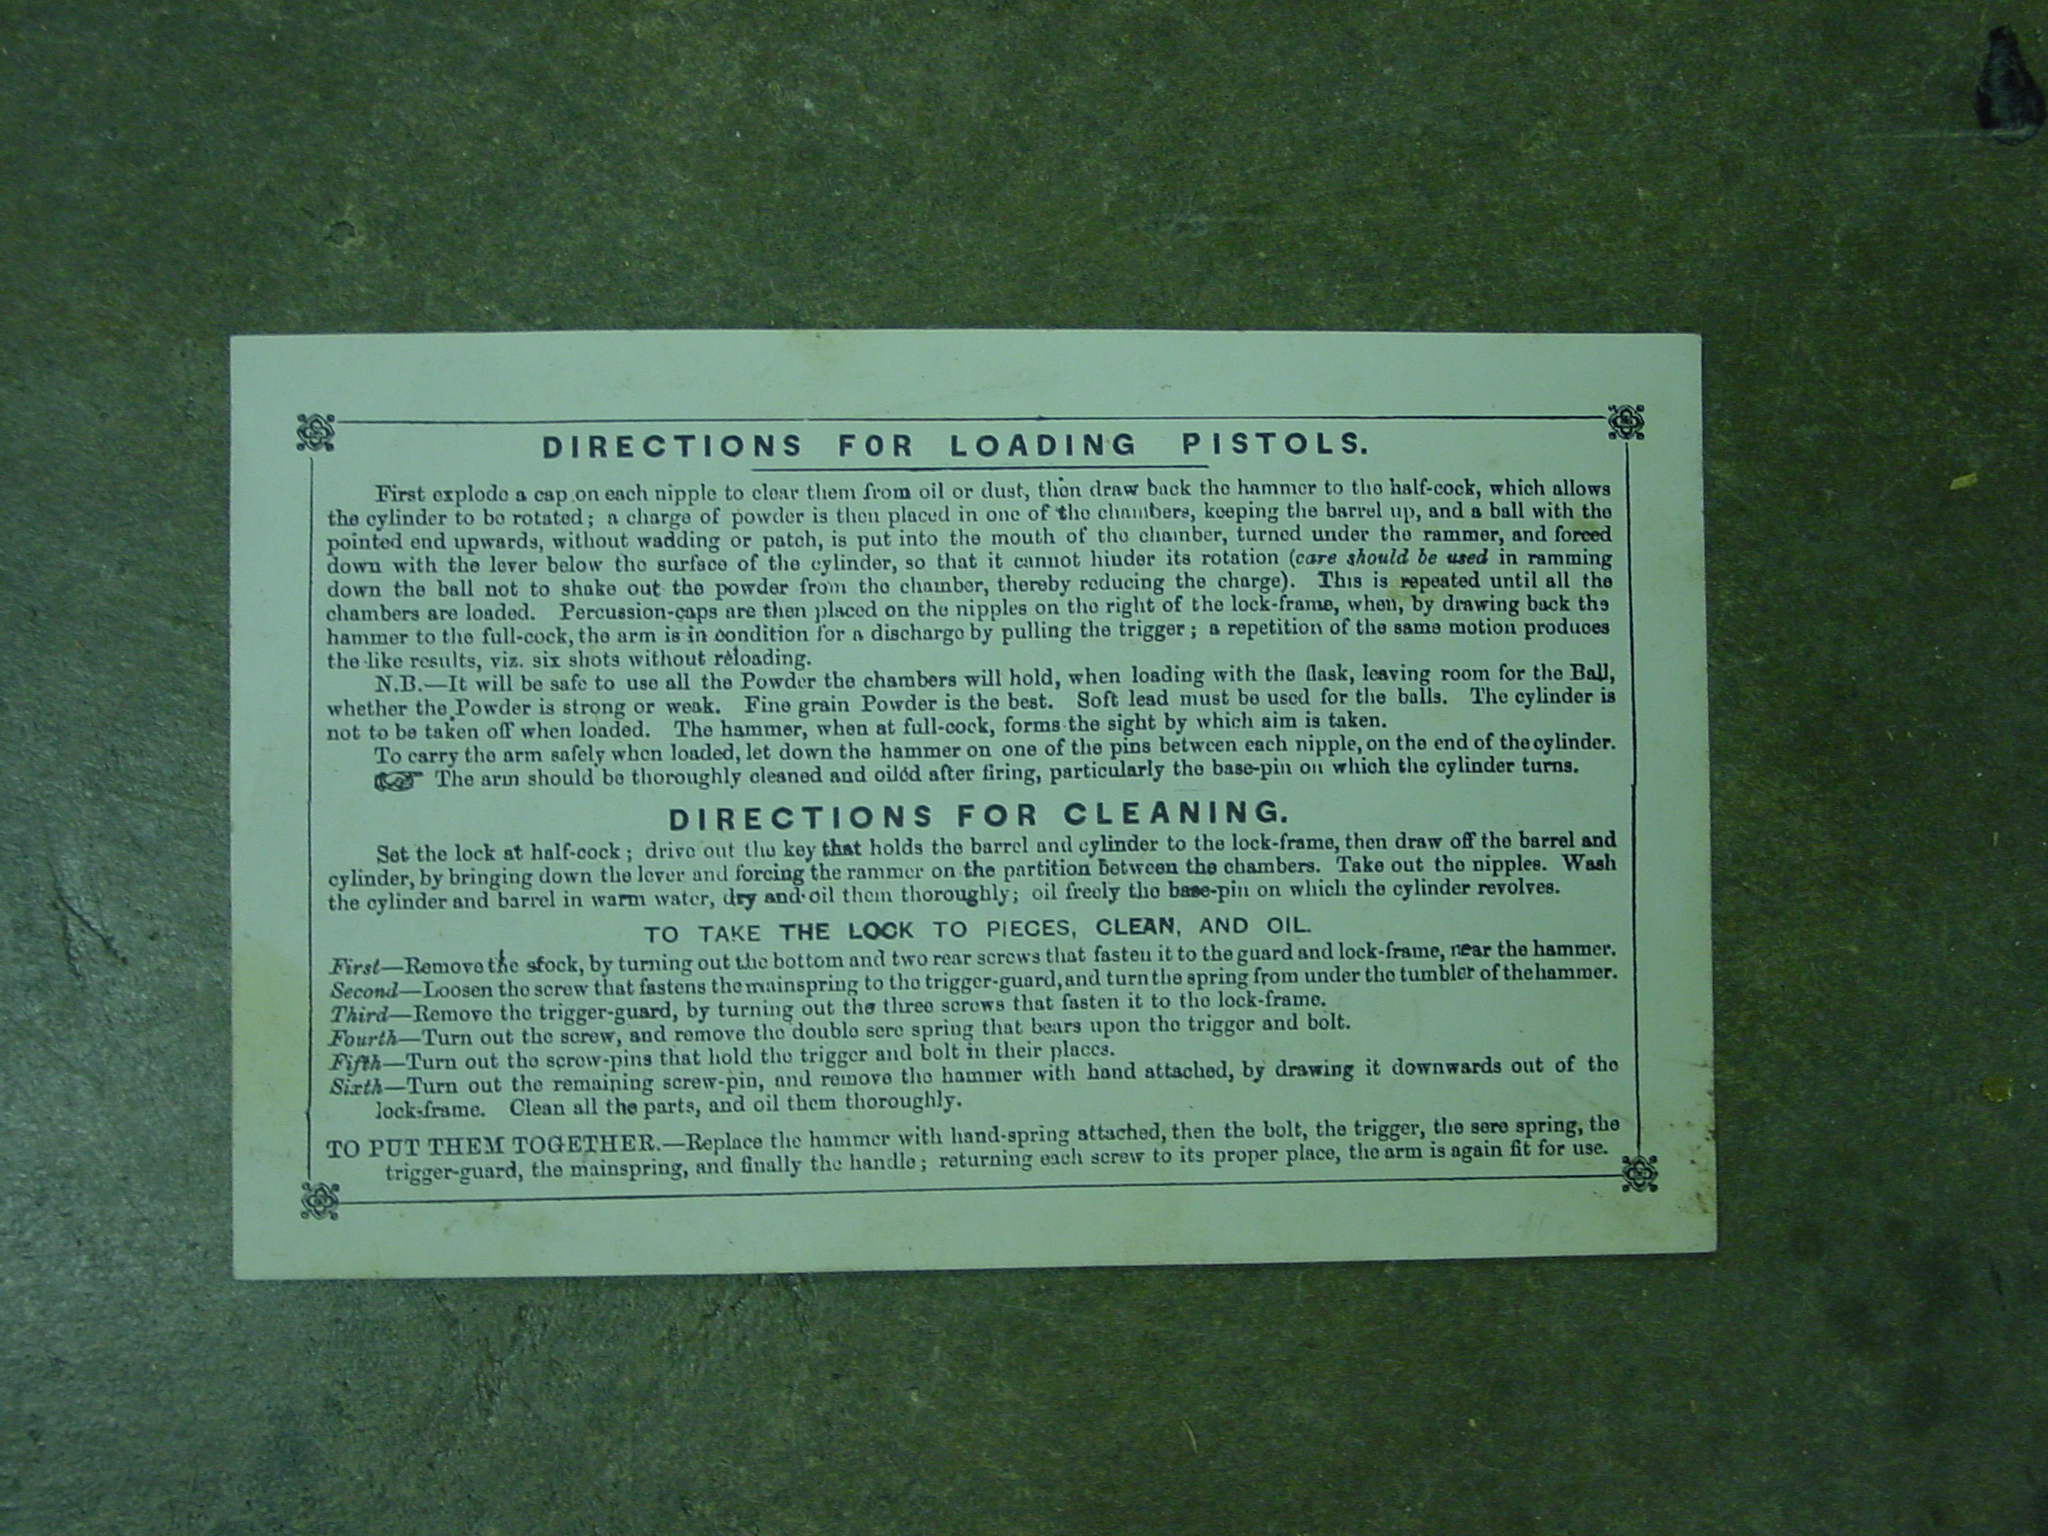 DIRECTIONS FOR LOADING PISTOLS.
First explode a cap on each nipple to clear them from oil or dust, then draw back the hammer to the half-cock, which allows
the cylinder to be rotated; a charge of powder is then placed in one of the chambers, keeping the barrel up, and a ball with the
pointed end upwards, without wadding or patch, is put into the mouth of the chamber, turned under the rammer, and forced
down with the lever below the surface of the cylinder, so that it cannot hinder its rotation (care should be used in ramming
down the ball not to shake out the powder from the chamber, thereby reducing the charge). This is repeated until all the
chambers are loaded. Percussion-caps are then placed on the nipples on the right of the lock-frame, when, by drawing back the
hammer to the full-cock, the arm is in condition for a discharge by pulling the trigger; a repetition of the same motion produces
the like results, viz. six shots without reloading.
N.B.—It will be safe to use all the Powder the chambers will hold, when loading with the flask, leaving room for the Ball,
whether the Powder is strong or weak. Fine grain Powder is the best. Soft lead must be used for the balls. The cylinder is
not to be taken off when loaded. The hammer, when at full-cock, forms the sight by which aim is taken.
To carry the arm safely when loaded, let down the hammer on one of the pins between each nipple, on the end of the cylinder.
☞ The arm should be thoroughly cleaned and oiled after firing, particularly the base-pin on which the cylinder turns.
DIRECTIONS FOR CLEANING.
Set the lock at half-cock; drive out the key that holds the barrel and cylinder to the lock-frame, then draw off the barrel and
cylinder, by bringing down the lever and forcing the rammer on the partition between the chambers. Take out the nipples. Wash
the cylinder and barrel in warm water, dry and oil them thoroughly; oil freely the base-pin on which the cylinder revolves.
TO TAKE THE LOCK TO PIECES, CLEAN, AND OIL.
First—Remove the stock, by turning out the bottom and two rear screws that fasten it to the guard and lock-frame, near the hammer.
Second—Loosen the screw that fastens the mainspring to the trigger-guard, and turn the spring from under the tumbler of the hammer.
Third—Remove the trigger-guard, by turning out the three screws that fasten it to the lock-frame.
Fourth—Turn out the screw, and remove the double sere spring that bears upon the trigger and bolt.
Fifth—Turn out the screw-pins that hold the trigger and bolt in their places.
Sixth—Turn out the remaining screw-pin, and remove the hammer with hand attached, by drawing it downwards out of the
lock-frame. Clean all the parts, and oil them thoroughly.
TO PUT THEM TOGETHER.—Replace the hammer with hand-spring attached, then the bolt, the trigger, the sere spring, the
trigger-guard, the mainspring, and finally the handle; returning each screw to its proper place, the arm is again fit for use.